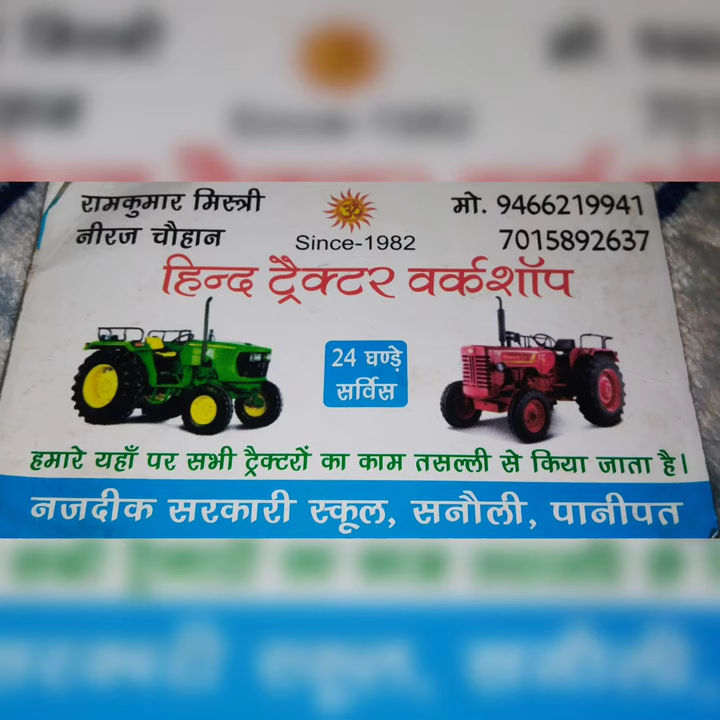 रामकुमार मिस्त्री
नीरज चौहान
ॐ
Since-1982
मो. 9466219941
7015892637
हिन्द ट्रैक्टर वर्कशॉप
24 घण्ड़े
सर्विस
हमारे यहाँ पर सभी ट्रैक्टरों का काम तसल्ली से किया जाता है।
नजदीक सरकारी स्कूल, सनौली, पानीपत